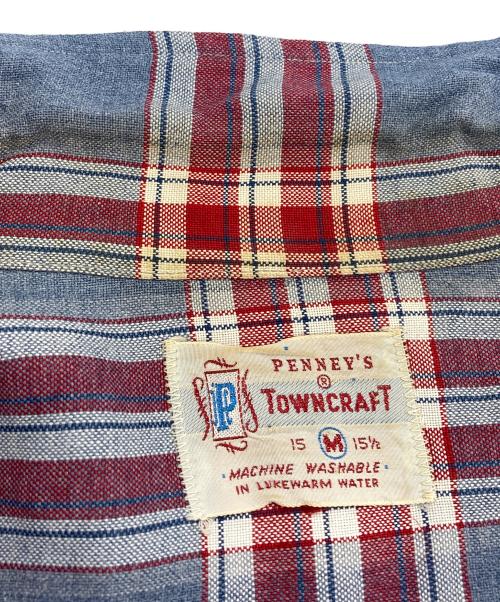 PENNEY'S
P
®
TOWNCRAFT
15 M 15½
• MACHINE WASHABLE •
IN LUKEWARM WATER